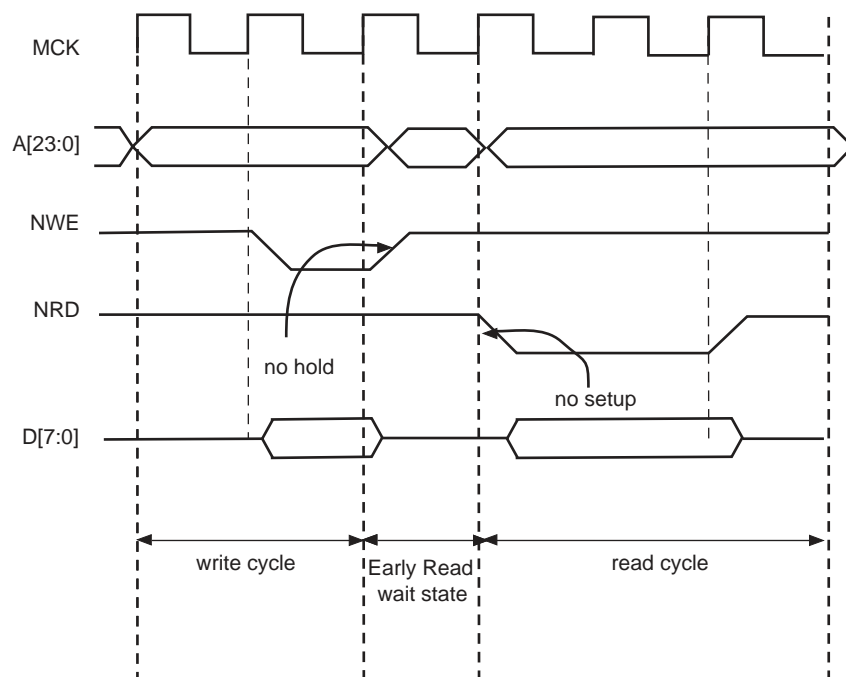 MCK
A[23:0]
NWE
NRD
no hold
no setup
D[7:0]
write cycle
Early Read
wait state
read cycle